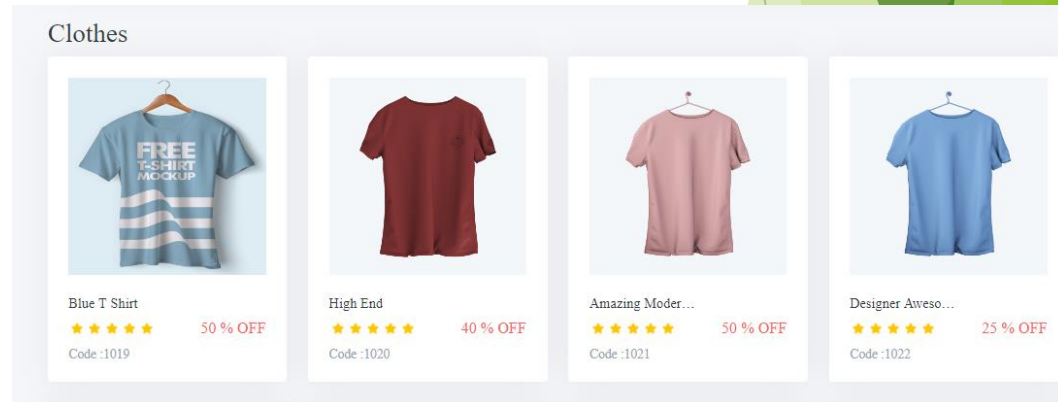 Clothes
FREE
T-SHIRT
MOCKUP
Blue T Shirt
50 % OFF
Code :1019
High End
40 % OFF
Code :1020
Amazing Moder…
50 % OFF
Code :1021
Designer Aweso…
25 % OFF
Code :1022